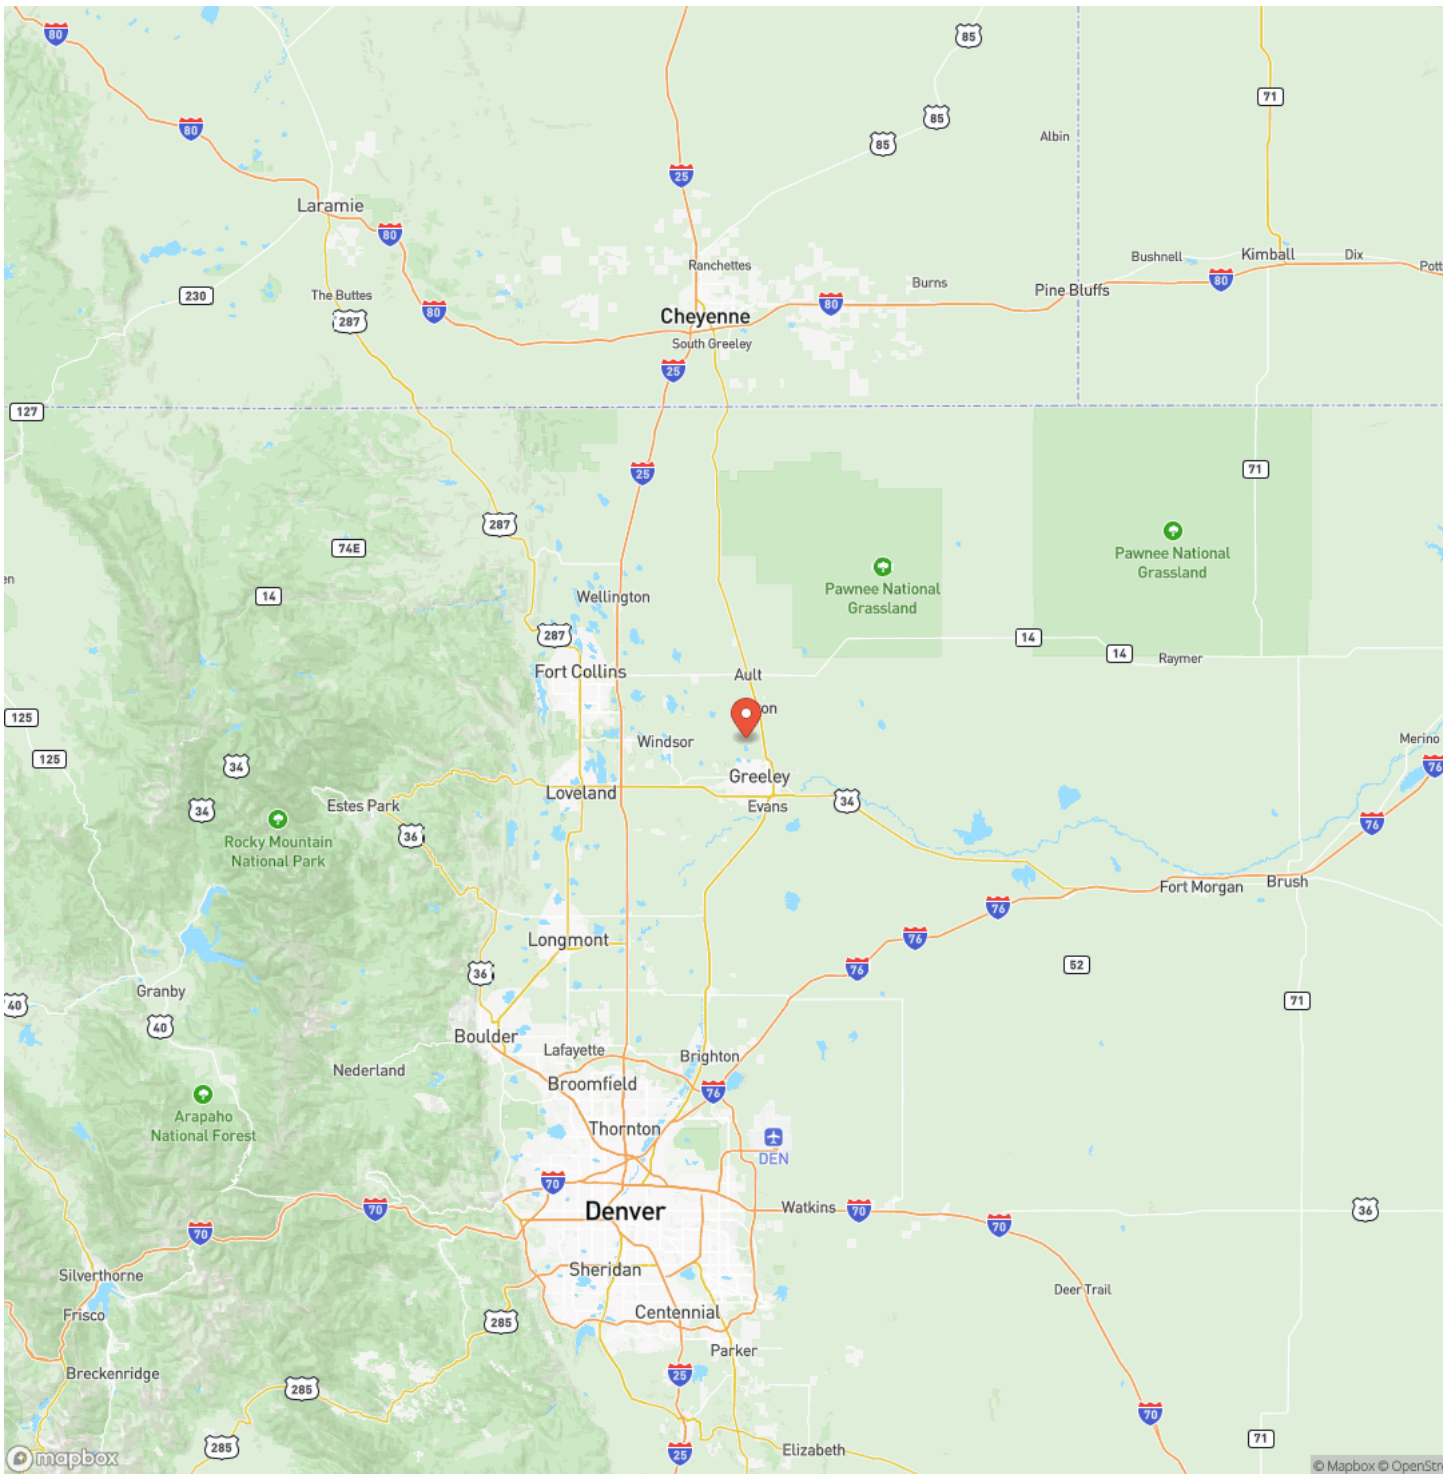 80
85
71
85
80
85
Albin
25
Laramie
80
Ranchettes
Bushnell
Kimball
Dix
Pott
80
Burns
Pine Bluffs
230
The Buttes
287
80
80
Cheyenne
South Greeley
25
127
25
71
287
Pawnee National
Grassland
74E
Pawnee National
Grassland
en
14
Wellington
287
14
14
Raymer
Fort Collins
Ault
on
125
125
34
Windsor
Merino
76
Greeley
Loveland
34
Evans
Estes Park
34
36
76
Rocky Mountain
National Park
Fort Morgan
Brush
76
Longmont
76
76
52
36
Granby
40
71
40
Boulder
Lafayette
Brighton
Nederland
Broomfield
76
Arapaho
National Forest
Thornton
DEN
70
70
Denver
Watkins
70
70
36
70
Sheridan
Silverthorne
Deer Trail
Frisco
Centennial
285
Parker
Breckenridge
25
285
70
285
Elizabeth
25
71
mapbox
© Mapbox © OpenStre